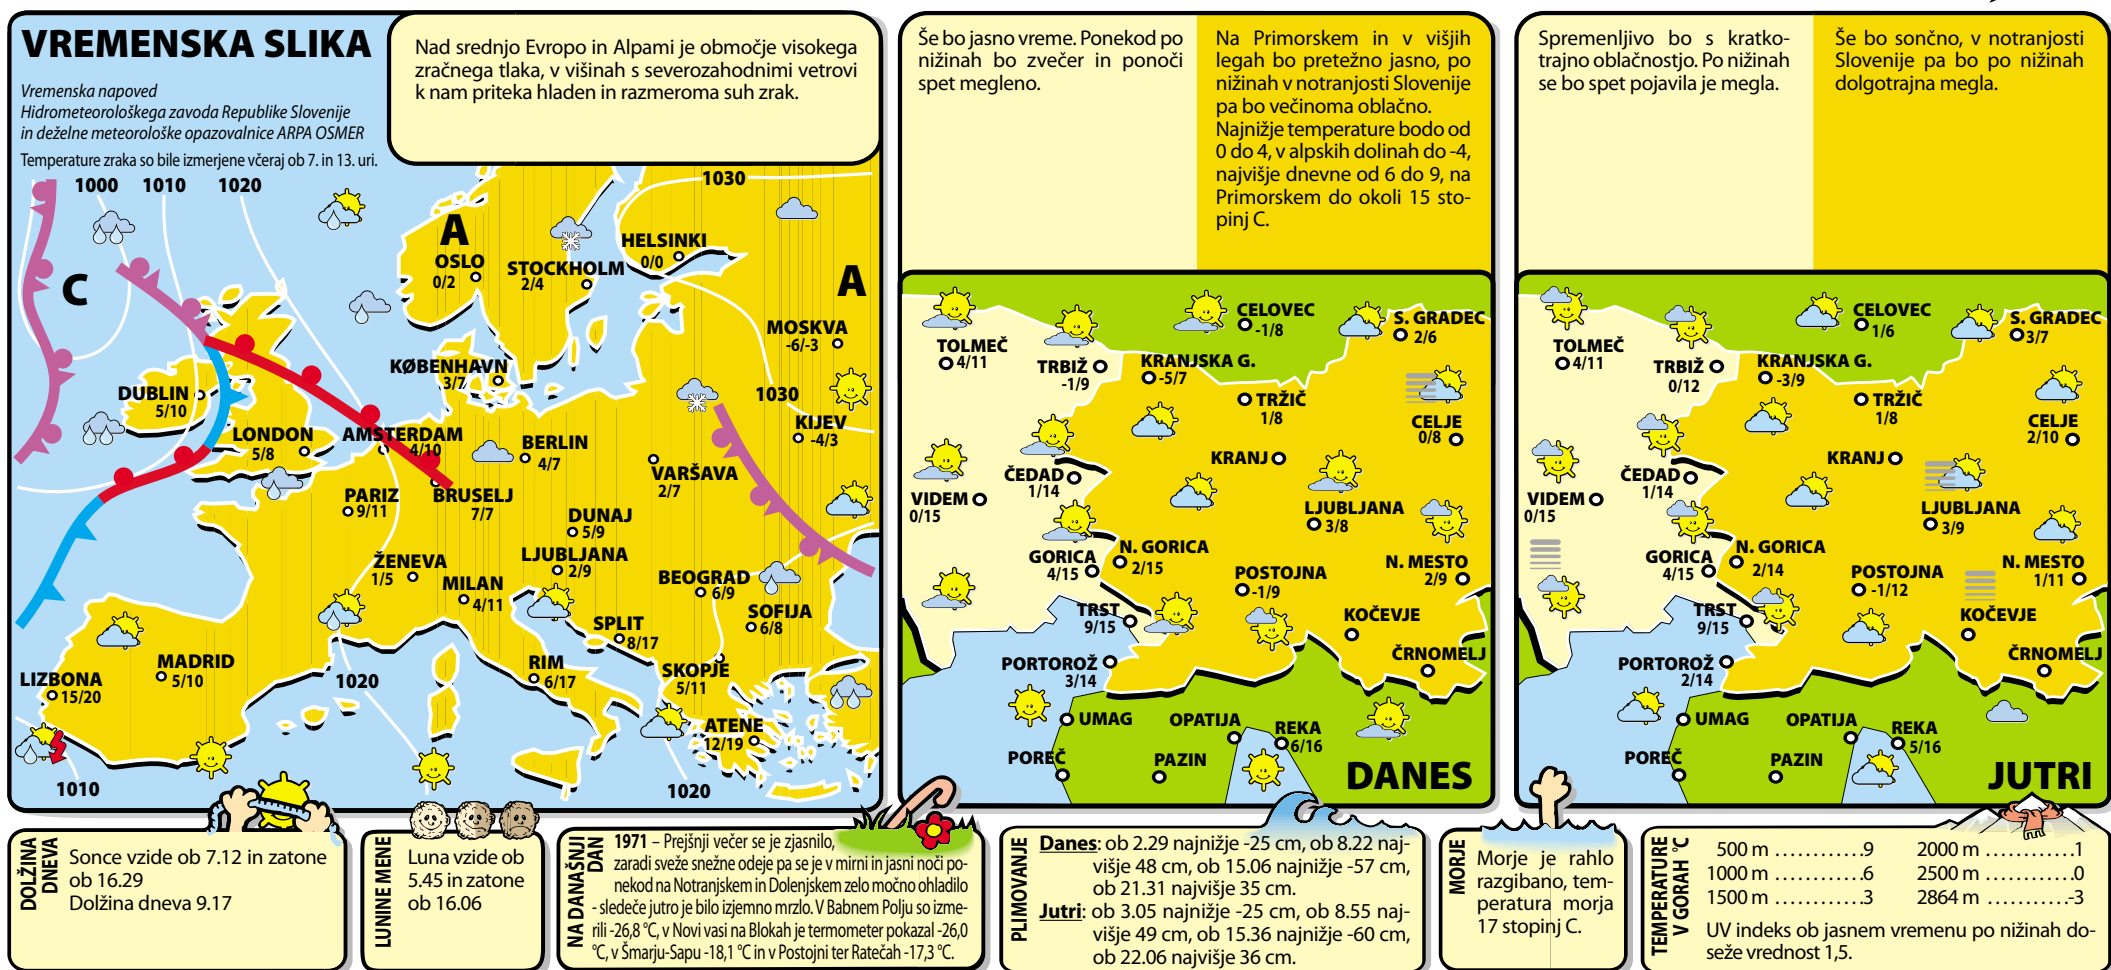 VREMENSKA SLIKA
Vremenska napoved
Hidrometeorološkega zavoda Republike Slovenije
in deželne meteorološke opazovalnice ARPA OSMER
Temperature zraka so bile izmerjene včeraj ob 7. in 13. uri.
Nad srednjo Evropo in Alpami je območje visokega
zračnega tlaka, v višinah s severozahodnimi vetrovi
k nam priteka hladen in razmeroma suh zrak.
1000 1010 1020
1030
A
C
A
OSLO
0/2
STOCKHOLM
2/4
HELSINKI
0/0
MOSKVA
-6/-3
KØBENHAVN
3/7
1030
DUBLIN
5/10
LONDON
5/8
AMSTERDAM
4/10
BERLIN
4/7
KIJEV
-4/3
VARŠAVA
2/7
PARIZ
9/11
BRUSELJ
7/7
DUNAJ
5/9
ŽENEVA
1/5
LJUBLJANA
2/9
MILAN
4/11
BEOGRAD
6/9
SPLIT
8/17
SOFIJA
6/8
MADRID
5/10
LIZBONA
15/20
1020
RIM
6/17
SKOPJE
5/11
ATENE
12/19
1010
1020
Še bo jasno vreme. Ponekod po
nižinah bo zvečer in ponoči
spet megleno.
Na Primorskem in v višjih
legah bo pretežno jasno, po
nižinah v notranjosti Slovenije
pa bo večinoma oblačno.
Najnižje temperature bodo od
0 do 4, v alpskih dolinah do -4,
najvišje dnevne od 6 do 9, na
Primorskem do okoli 15 sto-
pinj C.
CELOVEC
-1/8
S. GRADEC
2/6
TOLMEČ
4/11
TRBIŽ
-1/9
KRANJSKA G.
-5/7
TRŽIČ
1/8
CELJE
0/8
KRANJ
ČEDAD
1/14
VIDEM
0/15
LJUBLJANA
3/8
GORICA
4/15
N. GORICA
2/15
POSTOJNA
-1/9
N. MESTO
2/9
TRST
9/15
KOČEVJE
PORTOROŽ
3/14
ČRNOMELJ
UMAG
OPATIJA
REKA
6/16
POREČ
PAZIN
DANES
Spremenljivo bo s kratko-
trajno oblačnostjo. Po nižinah
se bo spet pojavila je megla.
Še bo sončno, v notranjosti
Slovenije pa bo po nižinah
dolgotrajna megla.
CELOVEC
1/6
S. GRADEC
3/7
TOLMEČ
4/11
TRBIŽ
0/12
KRANJSKA G.
-3/9
TRŽIČ
1/8
CELJE
2/10
KRANJ
ČEDAD
1/14
VIDEM
0/15
LJUBLJANA
3/9
GORICA
4/15
N. GORICA
2/14
POSTOJNA
-1/12
N. MESTO
1/11
TRST
9/15
KOČEVJE
PORTOROŽ
2/14
ČRNOMELJ
UMAG
OPATIJA
REKA
5/16
POREČ
PAZIN
JUTRI
DOLŽINA
DNEVA
Sonce vzide ob 7.12 in zatone
ob 16.29
Dolžina dneva 9.17
LUNINE MENE
Luna vzide ob
5.45 in zatone
ob 16.06
NA DANAŠNJI
DAN
1971 – Prejšnji večer se je zjasnilo,
zaradi sveže snežne odeje pa se je v mirni in jasni noči po-
nekod na Notranjskem in Dolenjskem zelo močno ohladilo
- sledeče jutro je bilo izjemno mrzlo. V Babnem Polju so izme-
rili -26,8 °C, v Novi vasi na Blokah je termometer pokazal -26,0
°C, v Šmarju-Sapu -18,1 °C in v Postojni ter Ratečah -17,3 °C.
PLIMOVANJE
Danes: ob 2.29 najnižje -25 cm, ob 8.22 naj-
višje 48 cm, ob 15.06 najnižje -57 cm,
ob 21.31 najvišje 35 cm.
Jutri: ob 3.05 najnižje -25 cm, ob 8.55 naj-
višje 49 cm, ob 15.36 najnižje -60 cm,
ob 22.06 najvišje 36 cm.
MORJE
Morje je rahlo
razgibano, tem-
peratura morja
17 stopinj C.
TEMPERATURE
V GORAH °C
500 m ............9
1000 m ...........6
1500 m ...........3
2000 m ...........1
2500 m ...........0
2864 m ..........-3
UV indeks ob jasnem vremenu po nižinah do-
seže vrednost 1,5.